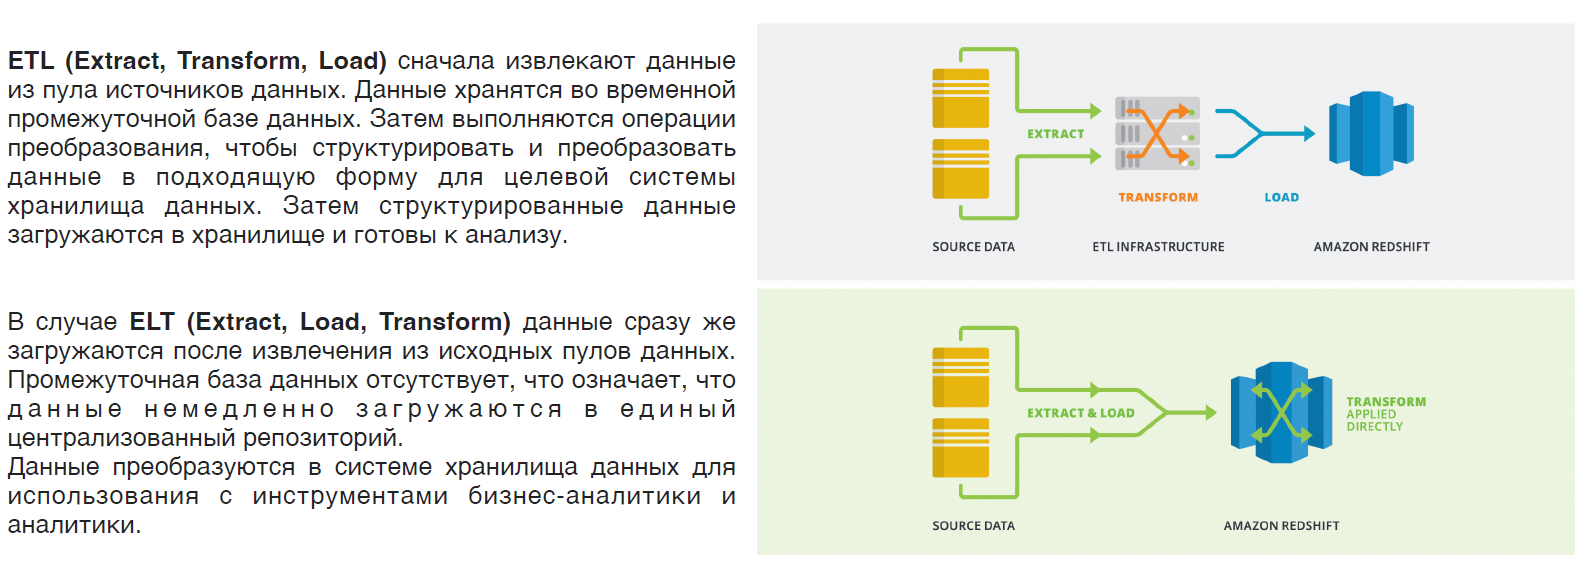 ETL (Extract, Transform, Load) сначала извлекают данные
из пула источников данных. Данные хранятся во временной
промежуточной базе данных. Затем выполняются операции
преобразования, чтобы структурировать и преобразовать
данные в подходящую форму для целевой системы
хранилища данных. Затем структурированные данные
загружаются в хранилище и готовы к анализу.
EXTRACT
TRANSFORM
LOAD
SOURCE DATA
ETL INFRASTRUCTURE
AMAZON REDSHIFT
В случае ELT (Extract, Load, Transform) данные сразу же
загружаются после извлечения из исходных пулов данных.
Промежуточная база данных отсутствует, что означает, что
данные немедленно загружаются в единый
централизованный репозиторий.
Данные преобразуются в системе хранилища данных для
использования с инструментами бизнес-аналитики и
аналитики.
EXTRACT & LOAD
TRANSFORM
APPLIED
DIRECTLY
SOURCE DATA
AMAZON REDSHIFT